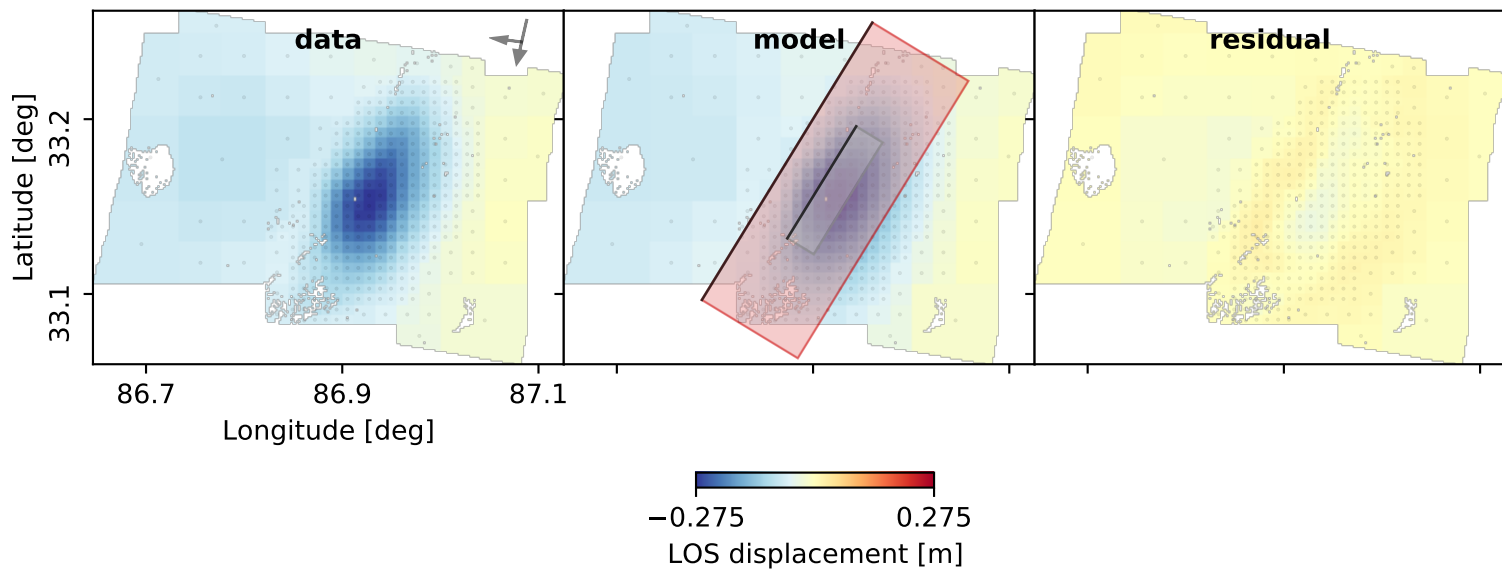 data
model
residual
Latitude [deg]
33.2
33.1
86.7
86.9
87.1
Longitude [deg]
−0.275
0.275
LOS displacement [m]